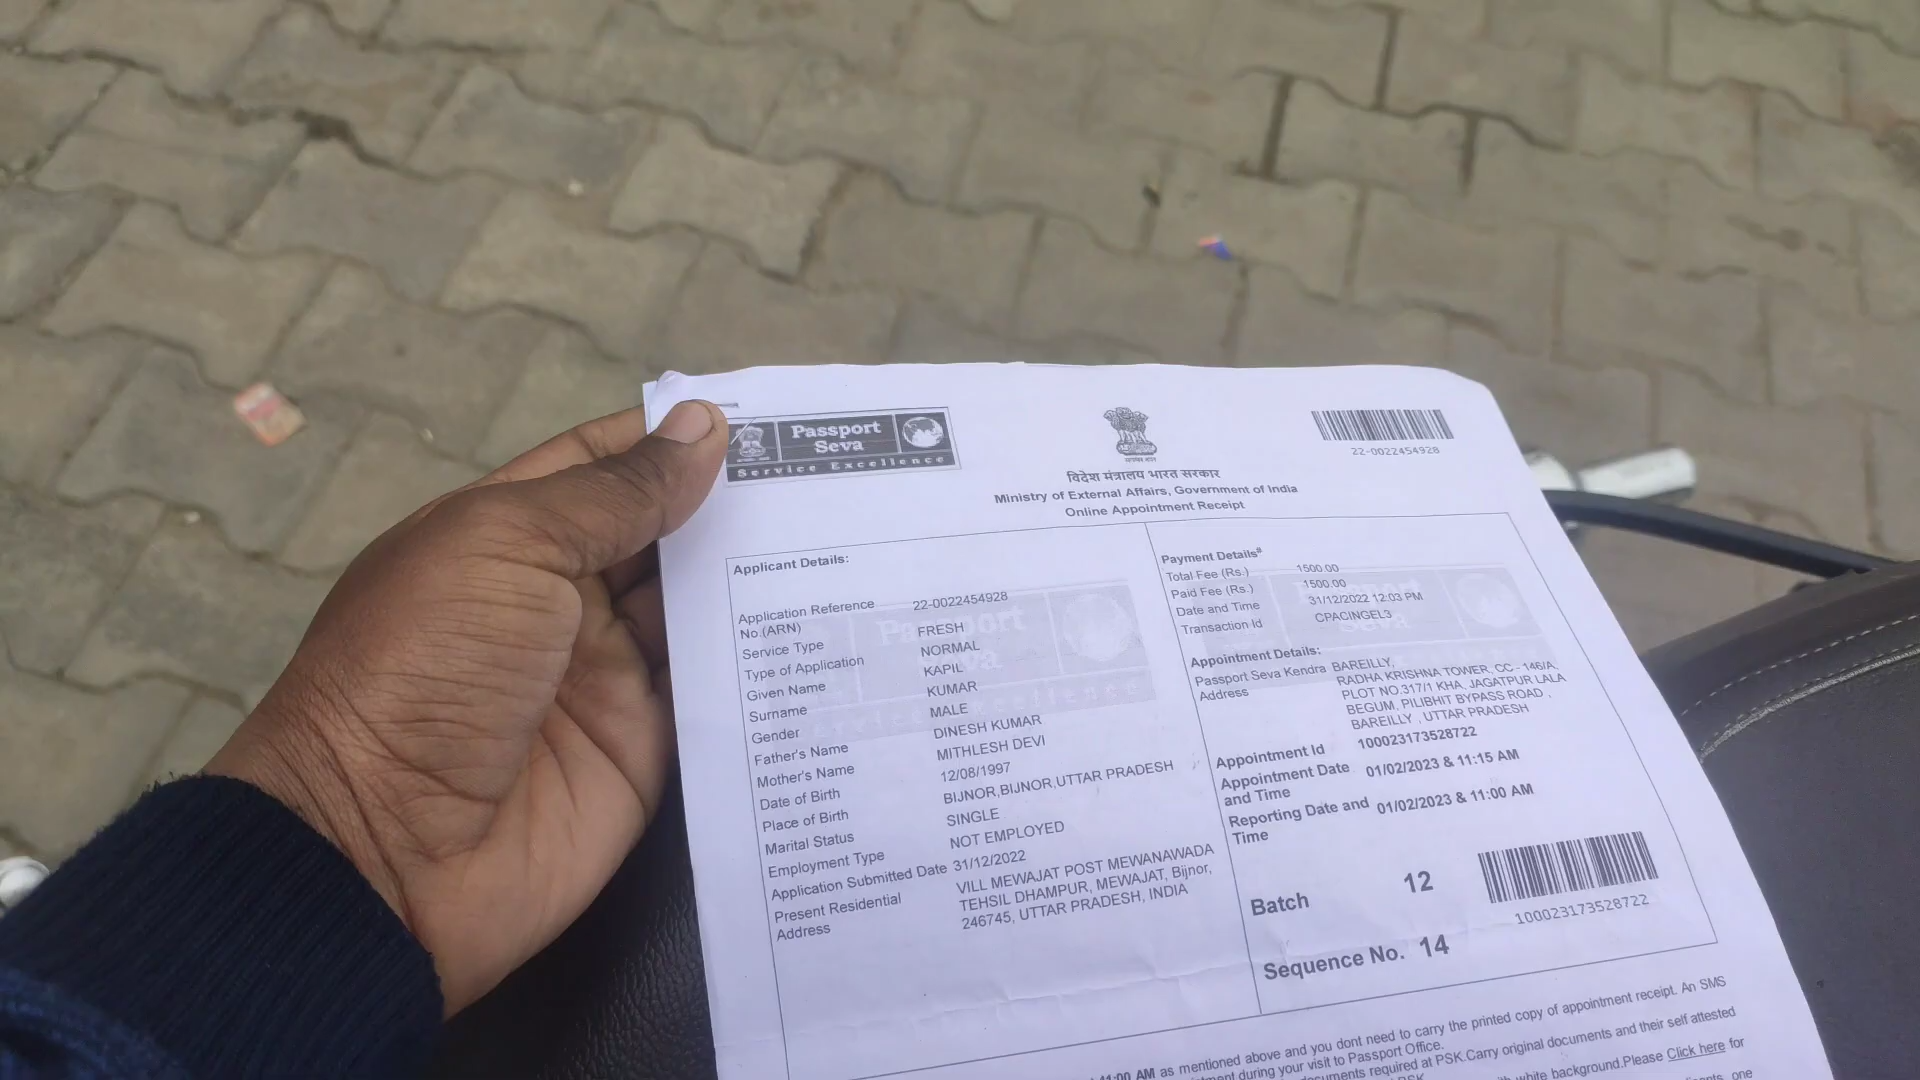 Passport
Seva
Service Excellence
22-0022454928
विदेश मंत्रालय भारत सरकार
Ministry of External Affairs, Government of India
Online Appointment Receipt
Applicant Details:
Application Reference No.(ARN) 22-0022454928
Service Type FRESH
Type of Application NORMAL
Given Name KAPIL
Surname KUMAR
Gender MALE
Father's Name DINESH KUMAR
Mother's Name MITHLESH DEVI
Date of Birth 12/08/1997
Place of Birth BIJNOR,BIJNOR,UTTAR PRADESH
Marital Status SINGLE
Employment Type NOT EMPLOYED
Application Submitted Date 31/12/2022
Present Residential Address VILL MEWAJAT POST MEWANAWADA
TEHSIL DHAMPUR, MEWAJAT, Bijnor,
246745, UTTAR PRADESH, INDIA
Payment Details#
Total Fee (Rs.) 1500.00
Paid Fee (Rs.) 1500.00
Date and Time 31/12/2022 12:03 PM
Transaction Id CPACINGEL3
Appointment Details:
Passport Seva Kendra Address BAREILLY,
RADHA KRISHNA TOWER, CC - 146/A,
PLOT NO.317/1 KHA, JAGATPUR LALA
BEGUM, PILIBHIT BYPASS ROAD ,
BAREILLY , UTTAR PRADESH
Appointment Id 100023173528722
Appointment Date and Time 01/02/2023 & 11:15 AM
Reporting Date and Time 01/02/2023 & 11:00 AM
Batch 12
100023173528722
Sequence No. 14
11:00 AM as mentioned above and you dont need to carry the printed copy of appointment receipt. An SMS
during your visit to Passport Office.
required at PSK.Carry original documents and their self attested
white background.Please Click here for
one